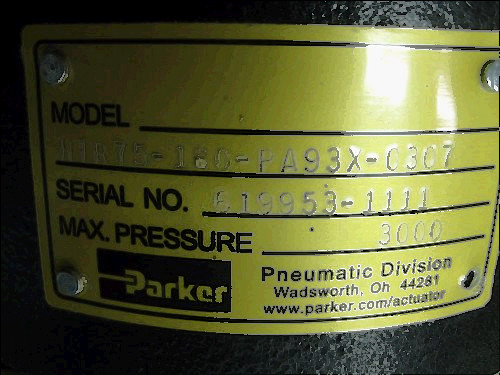 MODEL
HTR75-180-PA93X-C307
SERIAL NO. 619953-1111
MAX. PRESSURE 3000
Parker
Pneumatic Division
Wadsworth, Oh 44281
www.parker.com/actuator